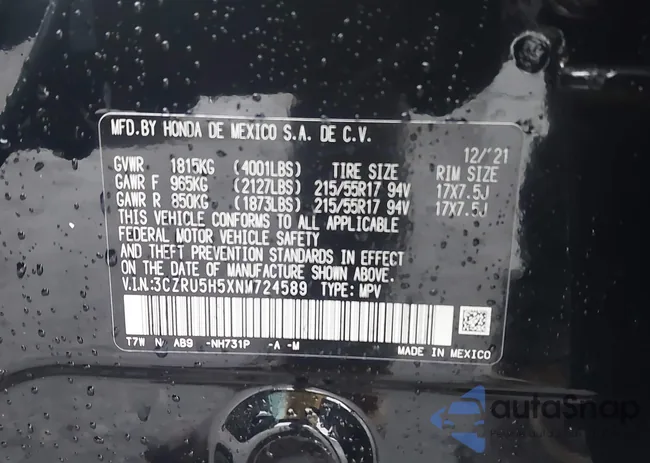 MFD.BY HONDA DE MEXICO S.A. DE C.V.
12/'21
GVWR 1815KG (4001LBS) TIRE SIZE RIM SIZE
GAWR F 965KG (2127LBS) 215/55R17 94V 17X7.5J
GAWR R 850KG (1873LBS) 215/55R17 94V 17X7.5J
THIS VEHICLE CONFORMS TO ALL APPLICABLE
FEDERAL MOTOR VEHICLE SAFETY
AND THEFT PREVENTION STANDARDS IN EFFECT
ON THE DATE OF MANUFACTURE SHOWN ABOVE.
V.I.N.:3CZRU5H5XNM724589 TYPE: MPV
T7W N AB9 -NH731P -A -M
MADE IN MEXICO
autoSnap